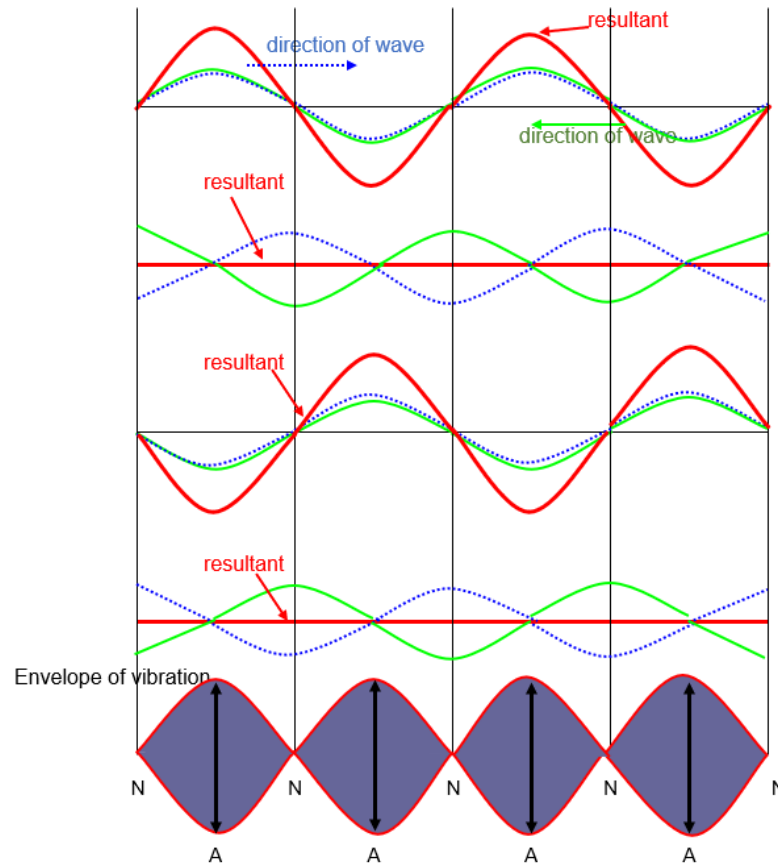 resultant
direction of wave
direction of wave
resultant
resultant
resultant
Envelope of vibration
N N N N N
A A A A